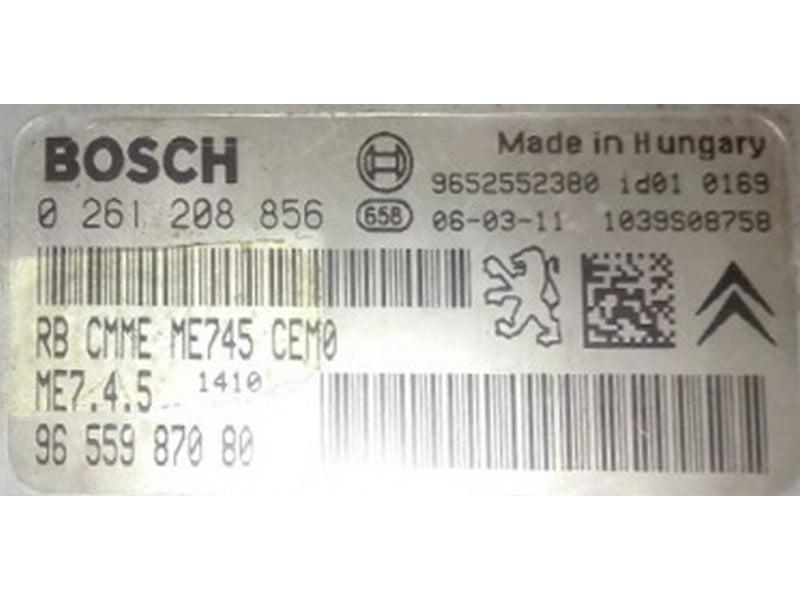 BOSCH
Made in Hungary
9652552380 id01 0169
0 261 208 856
658
06-03-11 1039S08758
RB CMME ME745 CEM0
ME7.4.5 1410
96 559 870 80